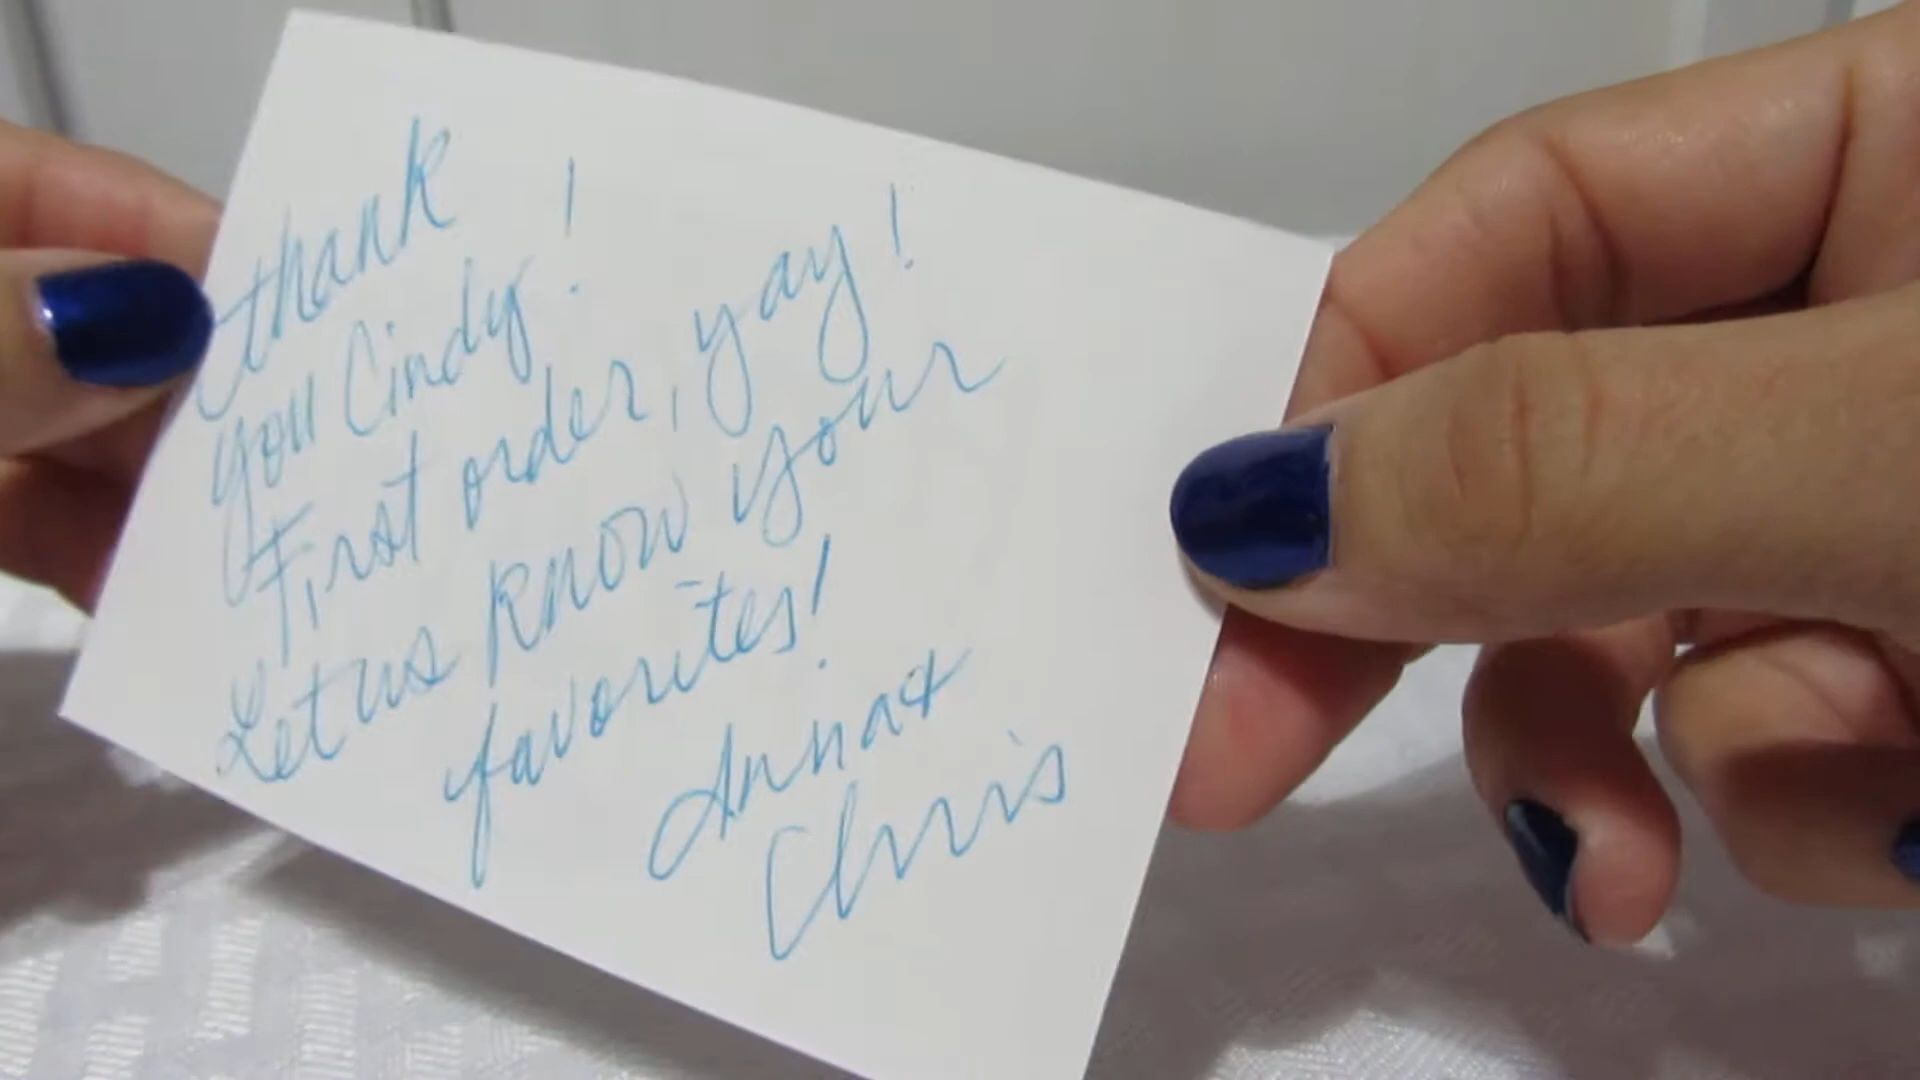 thank
you Cindy!
First order, yay!
Let us know your
favorites!
Anna &
Chris